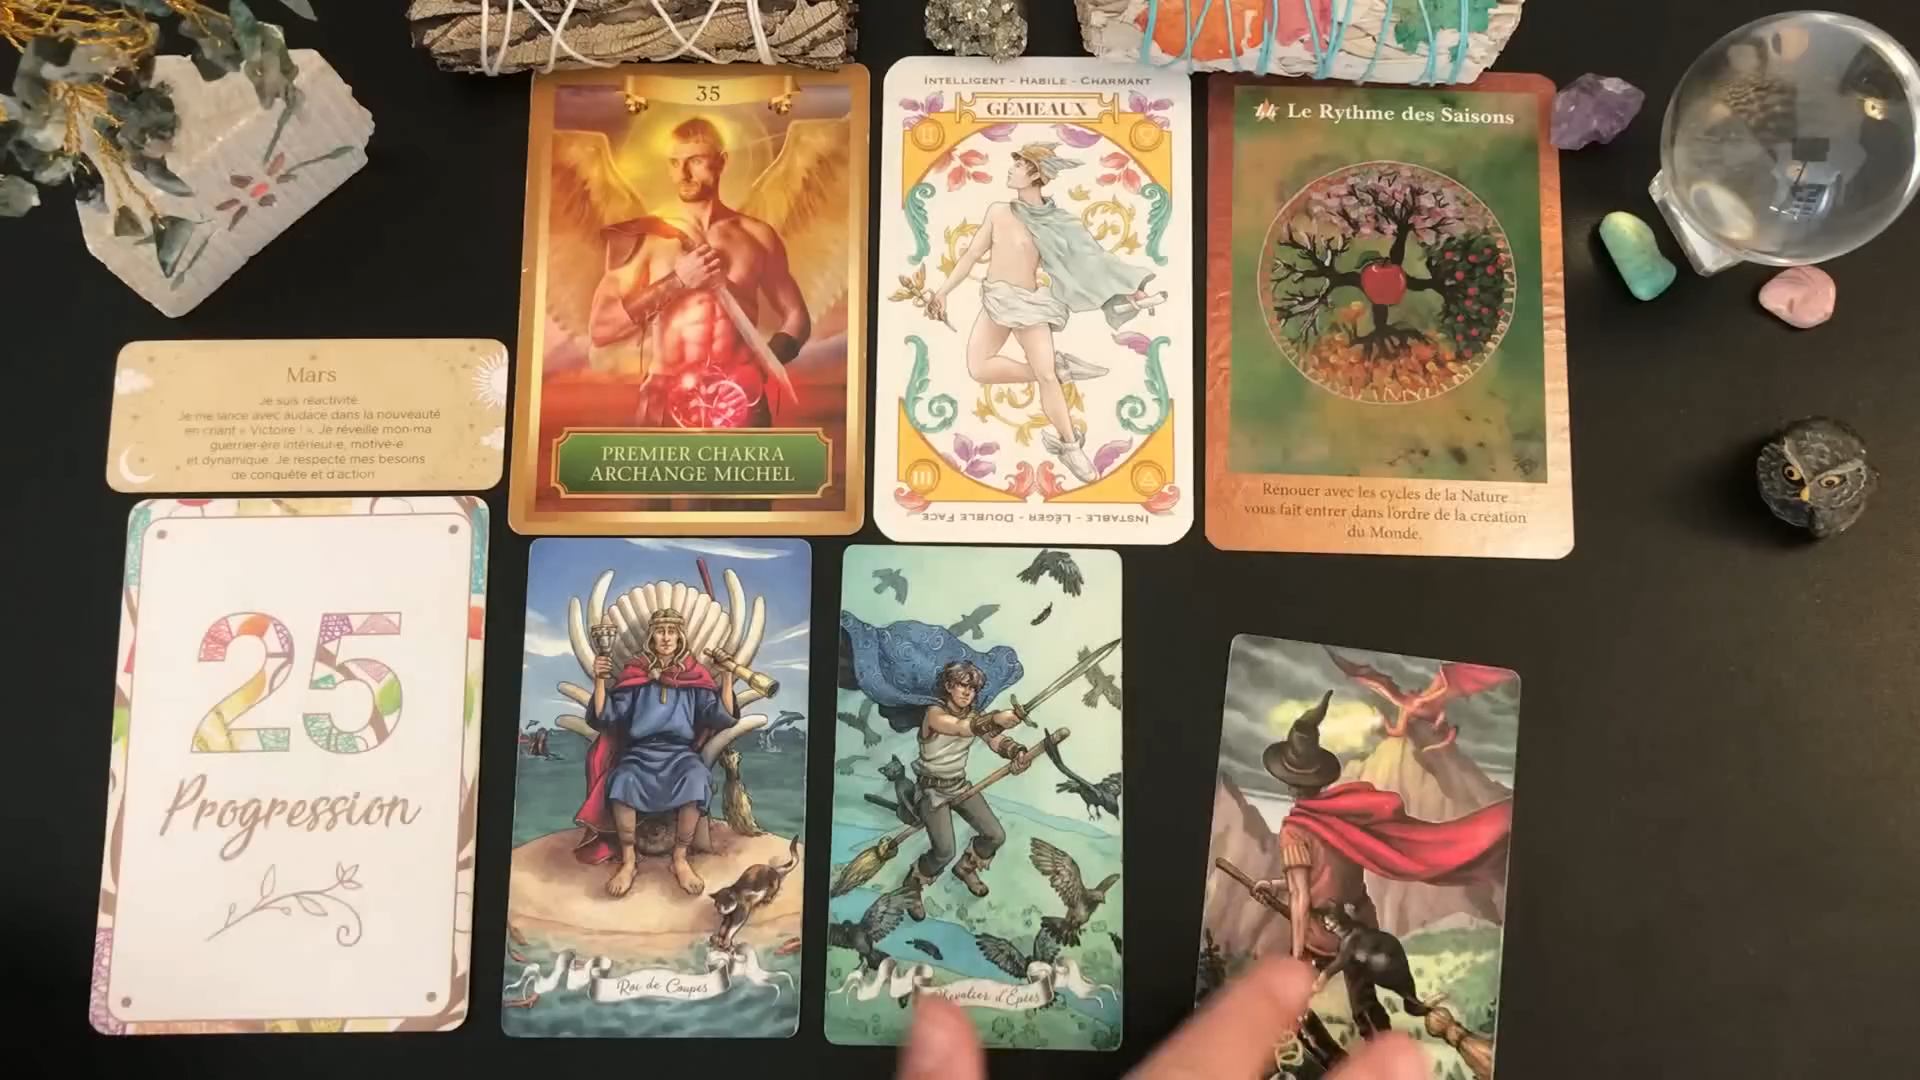 35
PREMIER CHAKRA
ARCHANGE MICHEL
INTELLIGENT - HABILE - CHARMANT
GÉMEAUX
III
INSTABLE - LÉGER - DOUBLE FACE
44 Le Rythme des Saisons
Renouer avec les cycles de la Nature
vous fait entrer dans l'ordre de la création
du Monde.
Mars
Je suis réactivité.
Je me lance avec audace dans la nouveauté
en criant « Victoire ! ». Je réveille mon·ma
guerrier·ère intérieur·e, motivé·e
et dynamique. Je respecte mes besoins
de conquête et d'action
25
Progression
Roi de Coupes
Chevalier d'Épées